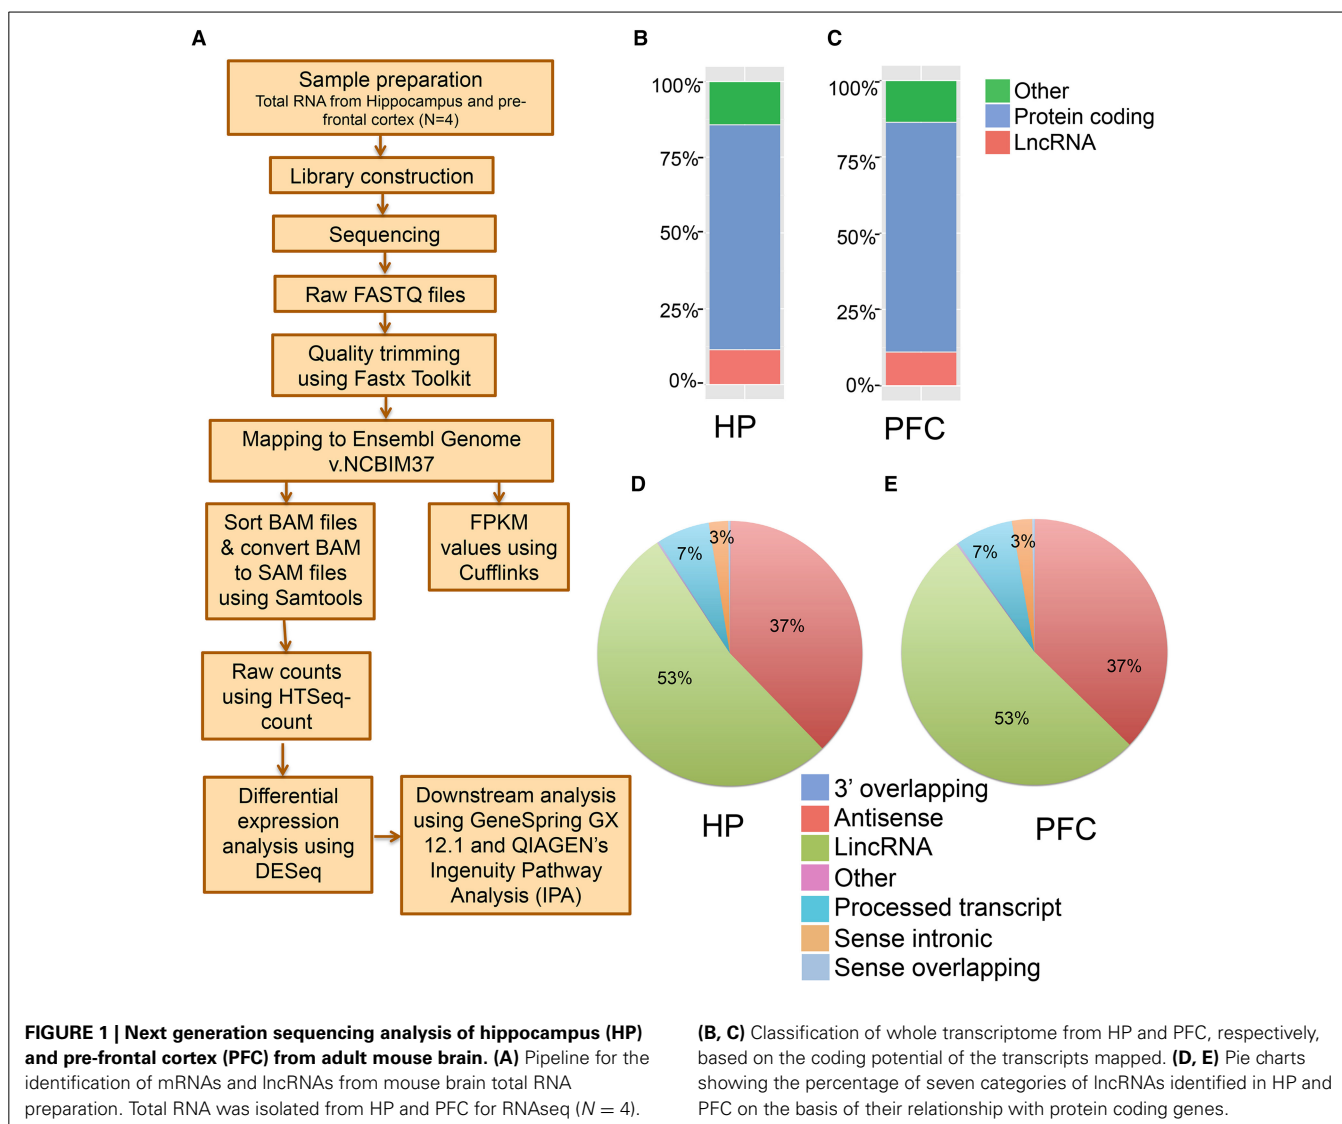 A
Sample preparation
Total RNA from Hippocampus and pre-
frontal cortex (N=4)
Library construction
Sequencing
Raw FASTQ files
Quality trimming
using Fastx Toolkit
Mapping to Ensembl Genome
v.NCBIM37
Sort BAM files
& convert BAM
to SAM files
using Samtools
FPKM
values using
Cufflinks
Raw counts
using HTSeq-
count
Differential
expression
analysis using
DESeq
Downstream analysis
using GeneSpring GX
12.1 and QIAGEN's
Ingenuity Pathway
Analysis (IPA)
B
100%
75%
50%
25%
0%
HP
C
100%
75%
50%
25%
0%
PFC
Other
Protein coding
LncRNA
D
3%
7%
37%
53%
HP
E
3%
7%
37%
53%
PFC
3' overlapping
Antisense
LincRNA
Other
Processed transcript
Sense intronic
Sense overlapping
FIGURE 1 | Next generation sequencing analysis of hippocampus (HP)
and pre-frontal cortex (PFC) from adult mouse brain. (A) Pipeline for the
identification of mRNAs and lncRNAs from mouse brain total RNA
preparation. Total RNA was isolated from HP and PFC for RNAseq (N = 4).
(B, C) Classification of whole transcriptome from HP and PFC, respectively,
based on the coding potential of the transcripts mapped. (D, E) Pie charts
showing the percentage of seven categories of lncRNAs identified in HP and
PFC on the basis of their relationship with protein coding genes.